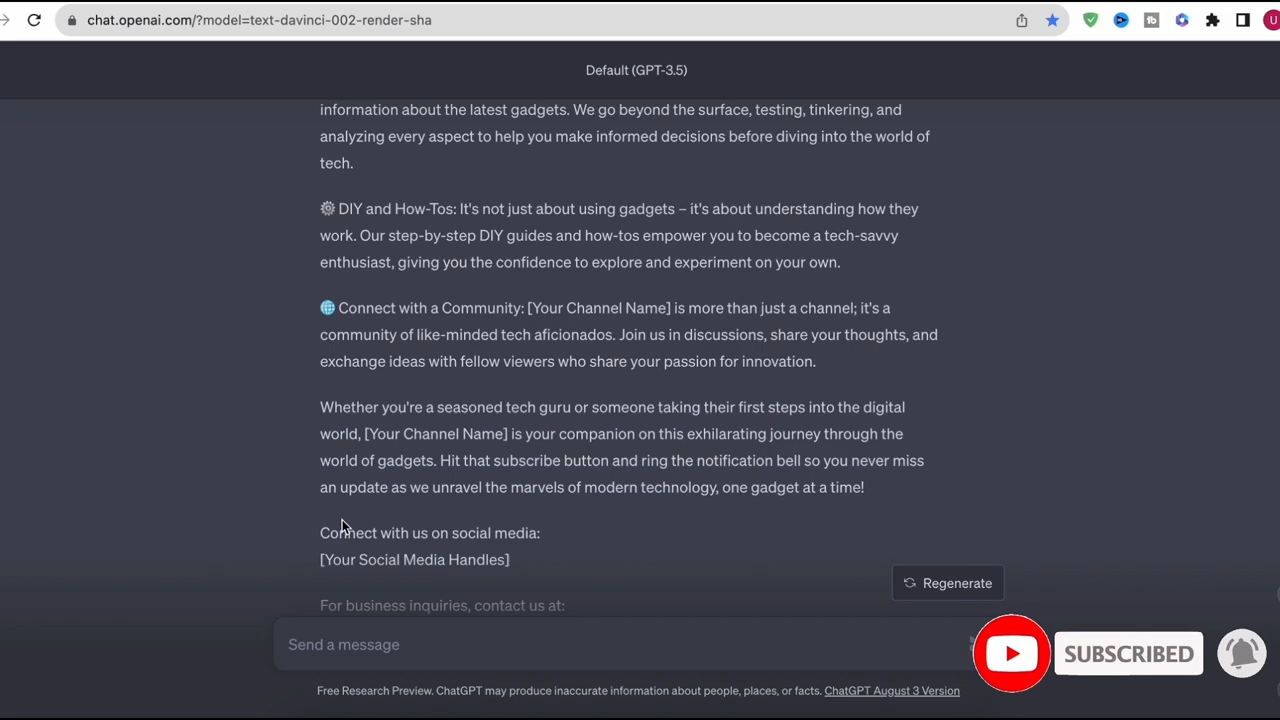 chat.openai.com/?model=text-davinci-002-render-sha
U
Default (GPT-3.5)
information about the latest gadgets. We go beyond the surface, testing, tinkering, and
analyzing every aspect to help you make informed decisions before diving into the world of
tech.
⚙️ DIY and How-Tos: It's not just about using gadgets – it's about understanding how they
work. Our step-by-step DIY guides and how-tos empower you to become a tech-savvy
enthusiast, giving you the confidence to explore and experiment on your own.
🌐 Connect with a Community: [Your Channel Name] is more than just a channel; it's a
community of like-minded tech aficionados. Join us in discussions, share your thoughts, and
exchange ideas with fellow viewers who share your passion for innovation.
Whether you're a seasoned tech guru or someone taking their first steps into the digital
world, [Your Channel Name] is your companion on this exhilarating journey through the
world of gadgets. Hit that subscribe button and ring the notification bell so you never miss
an update as we unravel the marvels of modern technology, one gadget at a time!
Connect with us on social media:
[Your Social Media Handles]
Regenerate
For business inquiries, contact us at:
Send a message
SUBSCRIBED
Free Research Preview. ChatGPT may produce inaccurate information about people, places, or facts. ChatGPT August 3 Version